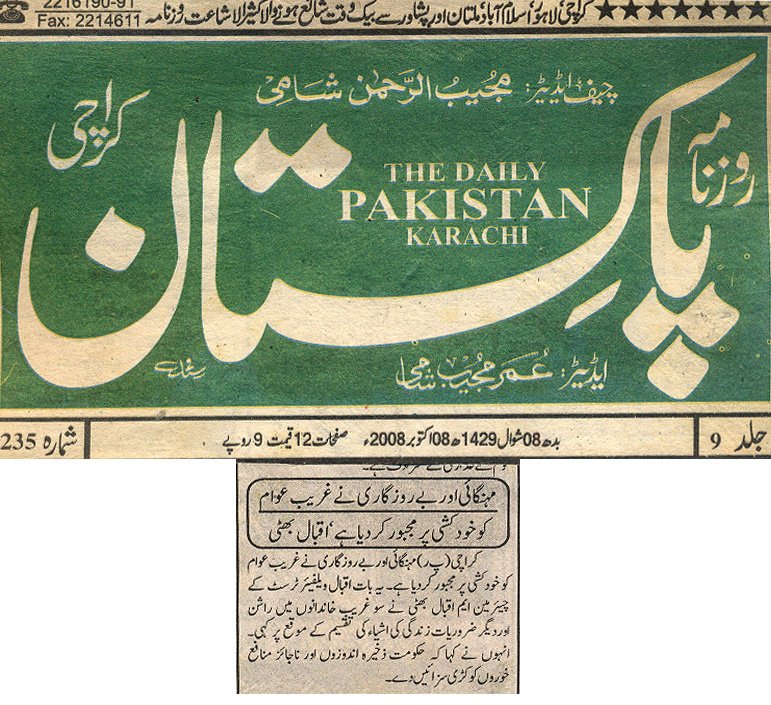 2216190-91
Fax: 2214611
کراچی، لاہور، اسلام آباد، ملتان اور پشاور سے بیک وقت شائع ہونے والا کثیر الاشاعت روزنامہ
چیف ایڈیٹر: مجیب الرحمٰن شامی
روزنامہ
پاکستان
کراچی
THE DAILY
PAKISTAN
KARACHI
ایڈیٹر: عمر مجیب شامی
جلد 9
بدھ 08 شوال 1429ھ 08 اکتوبر 2008ء صفحات 12 قیمت 9 روپے
شمارہ 235
مہنگائی اور بے روزگاری نے غریب عوام
کو خودکشی پر مجبور کر دیا ہے، اقبال بھٹی
کراچی (پ ر) مہنگائی اور بے روزگاری نے غریب عوام
کو خودکشی پر مجبور کر دیا ہے۔ یہ بات اقبال ویلفیئر ٹرسٹ کے
چیئرمین ایم اقبال بھٹی نے سو غریب خاندانوں میں راشن
اور دیگر ضروریات زندگی کی اشیاء کی تقسیم کے موقع پر کہی۔
انہوں نے کہا کہ حکومت ذخیرہ اندوزوں اور ناجائز منافع
خوروں کو کڑی سزائیں دے۔